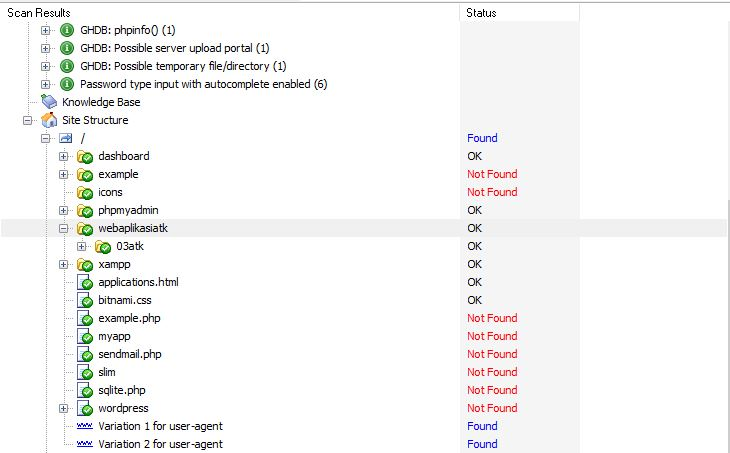 Scan Results Status
GHDB: phpinfo() (1)
GHDB: Possible server upload portal (1)
GHDB: Possible temporary file/directory (1)
Password type input with autocomplete enabled (6)
Knowledge Base
Site Structure
/ Found
dashboard OK
example Not Found
icons Not Found
phpmyadmin OK
webaplikasiatk OK
03atk OK
xampp OK
applications.html OK
bitnami.css OK
example.php Not Found
myapp Not Found
sendmail.php Not Found
slim Not Found
sqlite.php Not Found
wordpress Not Found
Variation 1 for user-agent Found
Variation 2 for user-agent Found